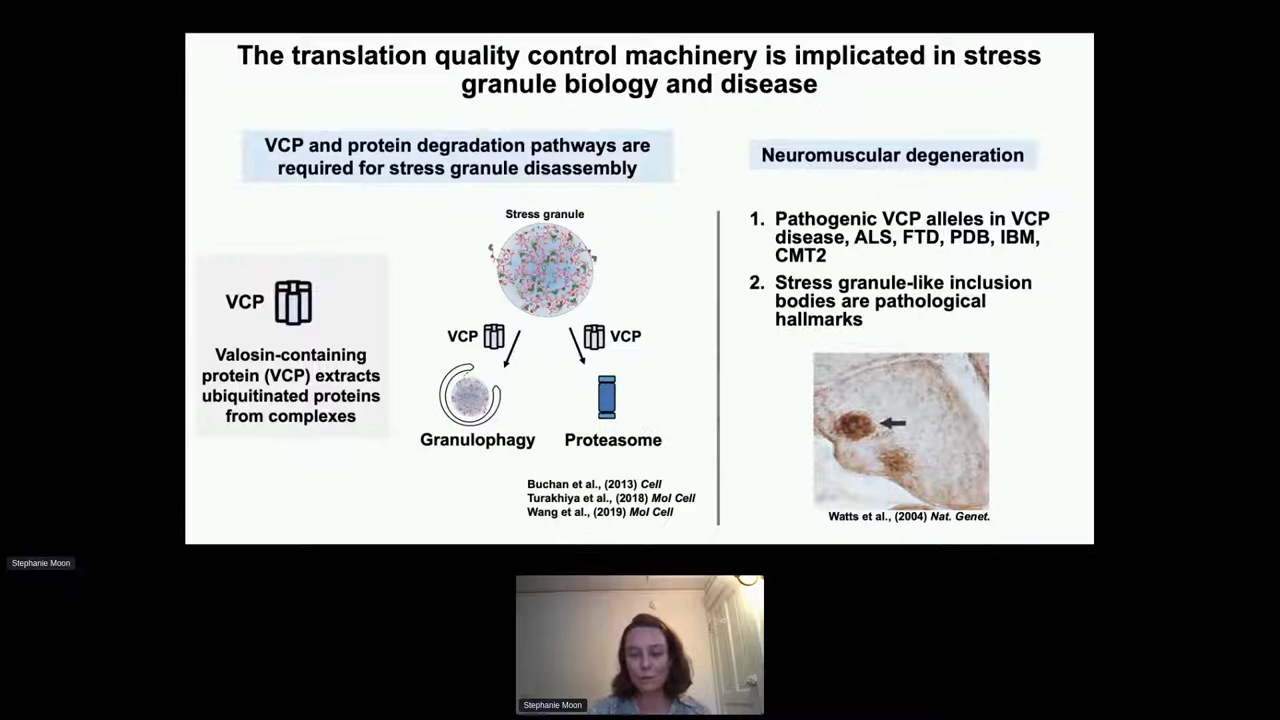 The translation quality control machinery is implicated in stress
granule biology and disease
VCP and protein degradation pathways are
required for stress granule disassembly
VCP
Valosin-containing
protein (VCP) extracts
ubiquitinated proteins
from complexes
Stress granule
VCP
VCP
Granulophagy
Proteasome
Buchan et al., (2013) Cell
Turakhiya et al., (2018) Mol Cell
Wang et al., (2019) Mol Cell
Neuromuscular degeneration
1. Pathogenic VCP alleles in VCP
disease, ALS, FTD, PDB, IBM,
CMT2
2. Stress granule-like inclusion
bodies are pathological
hallmarks
Watts et al., (2004) Nat. Genet.
Stephanie Moon
Stephanie Moon